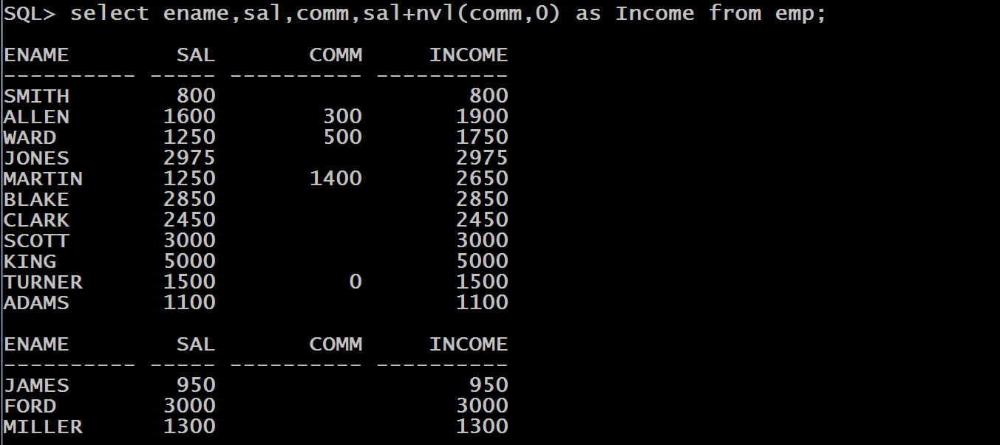 SQL> select ename,sal,comm,sal+nvl(comm,0) as Income from emp;
ENAME        SAL       COMM     INCOME
---------- ----- ---------- ----------
SMITH        800                   800
ALLEN       1600        300       1900
WARD        1250        500       1750
JONES       2975                  2975
MARTIN      1250       1400       2650
BLAKE       2850                  2850
CLARK       2450                  2450
SCOTT       3000                  3000
KING        5000                  5000
TURNER      1500          0       1500
ADAMS       1100                  1100
ENAME        SAL       COMM     INCOME
---------- ----- ---------- ----------
JAMES        950                   950
FORD        3000                  3000
MILLER      1300                  1300